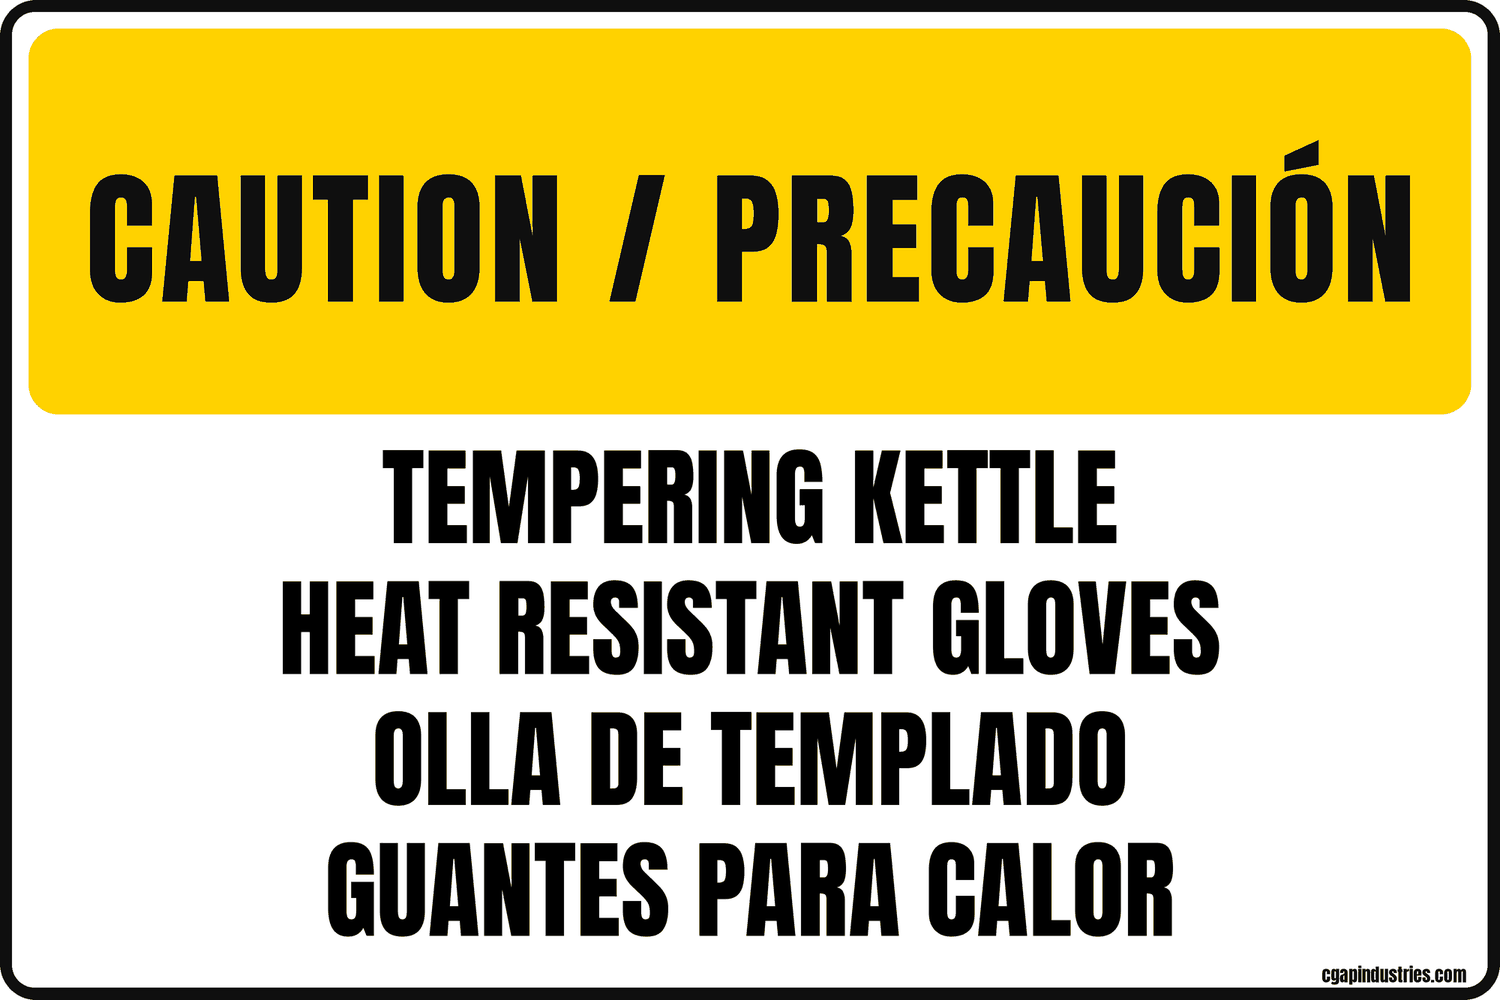 CAUTION / PRECAUCIÓN
TEMPERING KETTLE
HEAT RESISTANT GLOVES
OLLA DE TEMPLADO
GUANTES PARA CALOR
cgapindustries.com